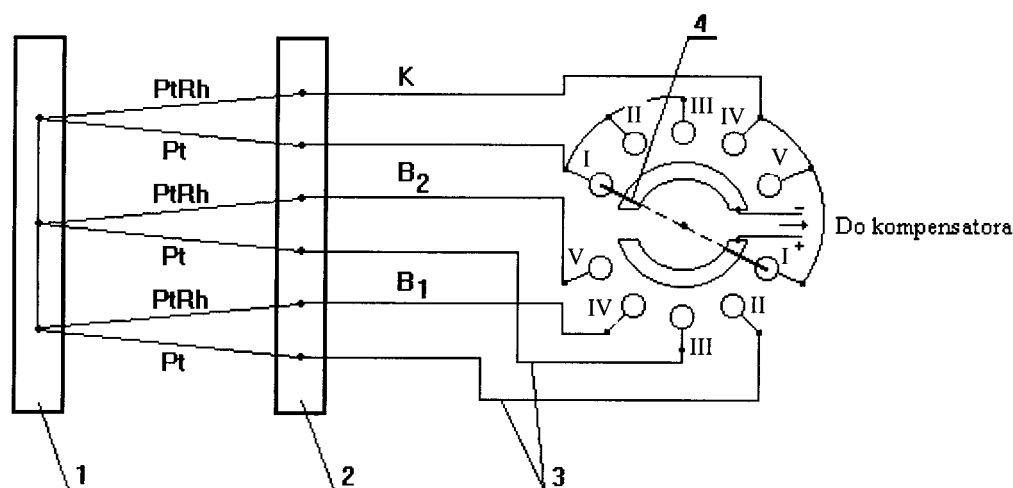 4
PtRh
K
Pt
PtRh
B2
Pt
PtRh
B1
Pt
I
II
III
IV
V
-
Do kompensatora
+
I
II
III
IV
V
1
2
3